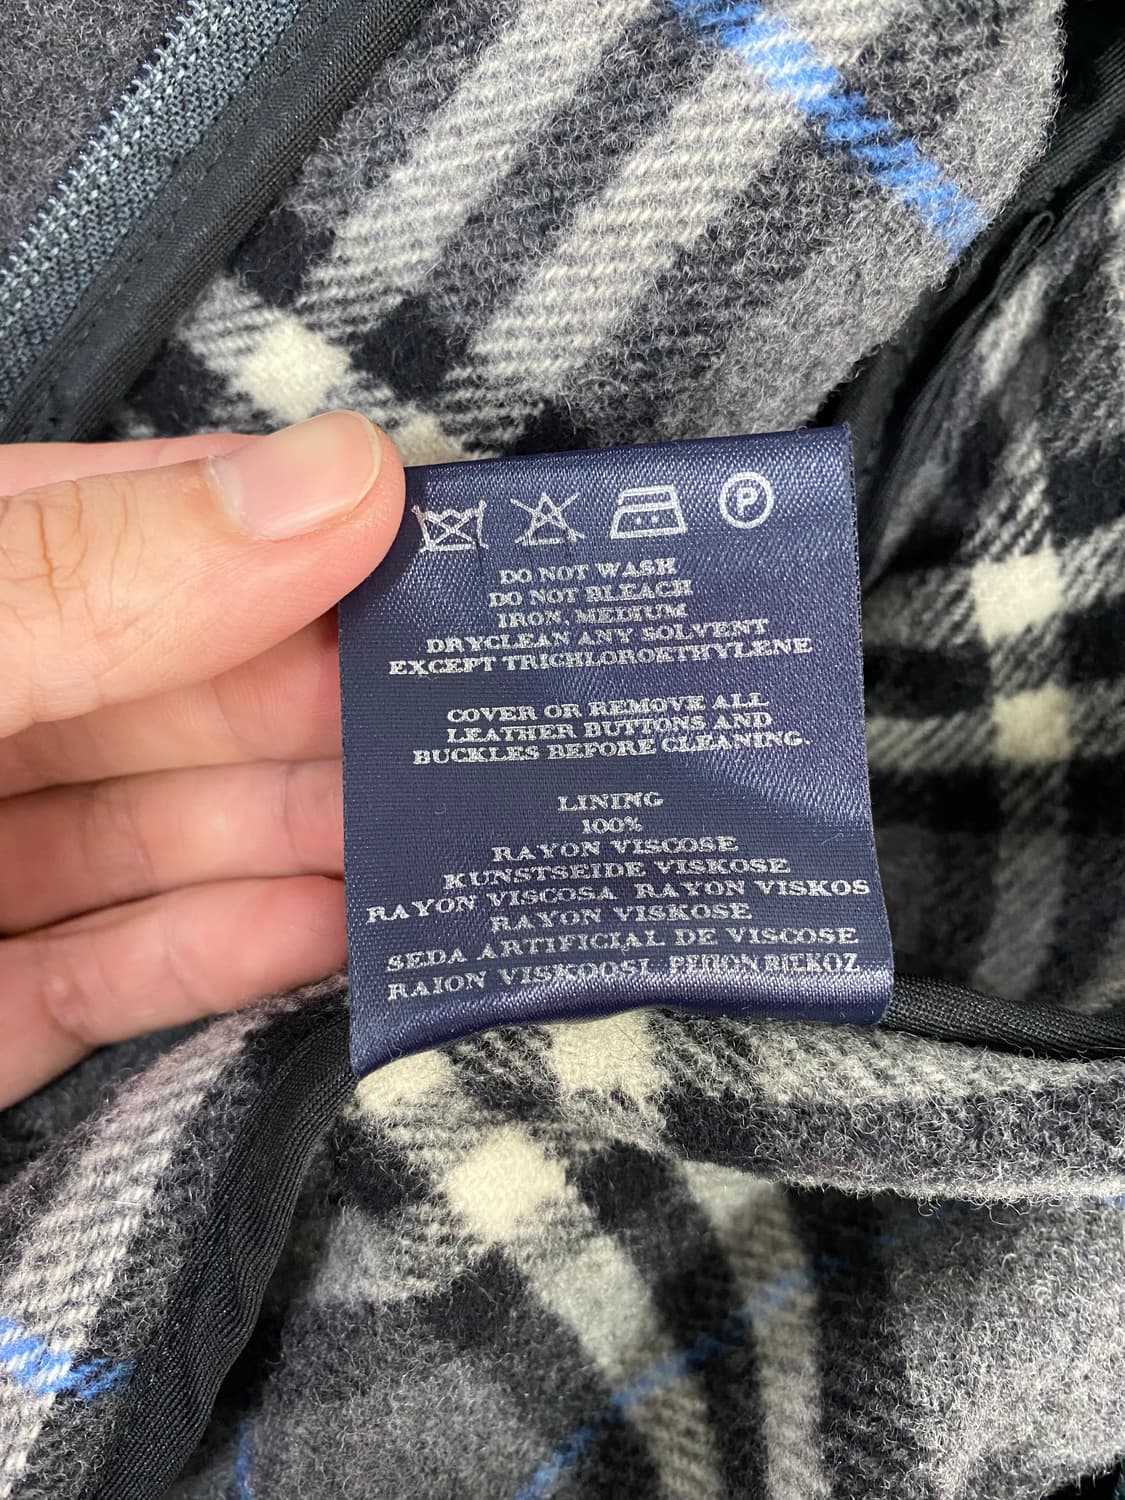 P
DO NOT WASH
DO NOT BLEACH
IRON, MEDIUM
DRYCLEAN ANY SOLVENT
EXCEPT TRICHLOROETHYLENE
COVER OR REMOVE ALL
LEATHER BUTTONS AND
BUCKLES BEFORE CLEANING.
LINING
100%
RAYON VISCOSE
KUNSTSEIDE VISKOSE
RAYON VISCOSA RAYON VISKOS
RAYON VISKOSE
SEDA ARTIFICIAL DE VISCOSE
RAION VISKOOSI